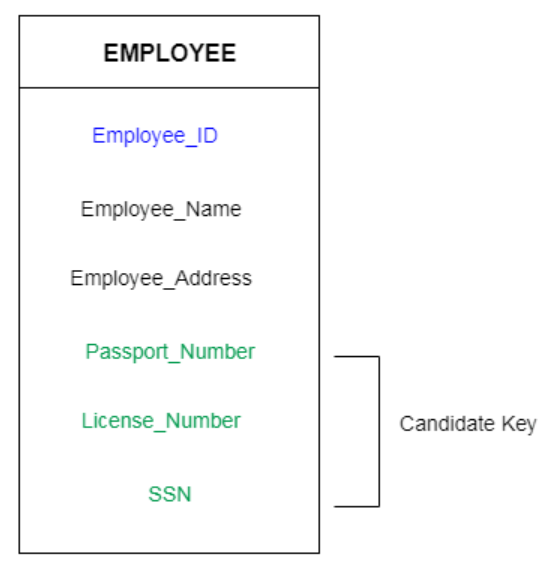 EMPLOYEE
Employee_ID
Employee_Name
Employee_Address
Passport_Number
License_Number
Candidate Key
SSN